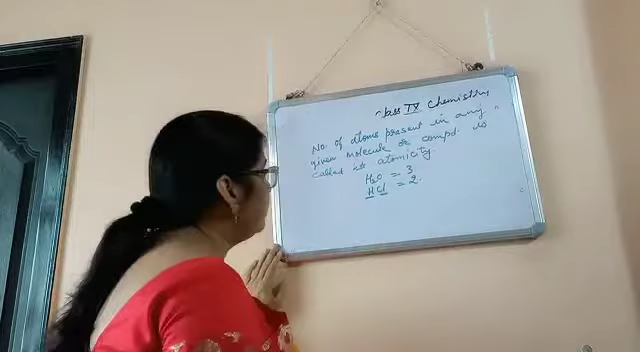 Class IX Chemistry
No. of atoms present in any
given molecule or compd. is
called its atomicity.
H₂O = 3
HCl = 2.